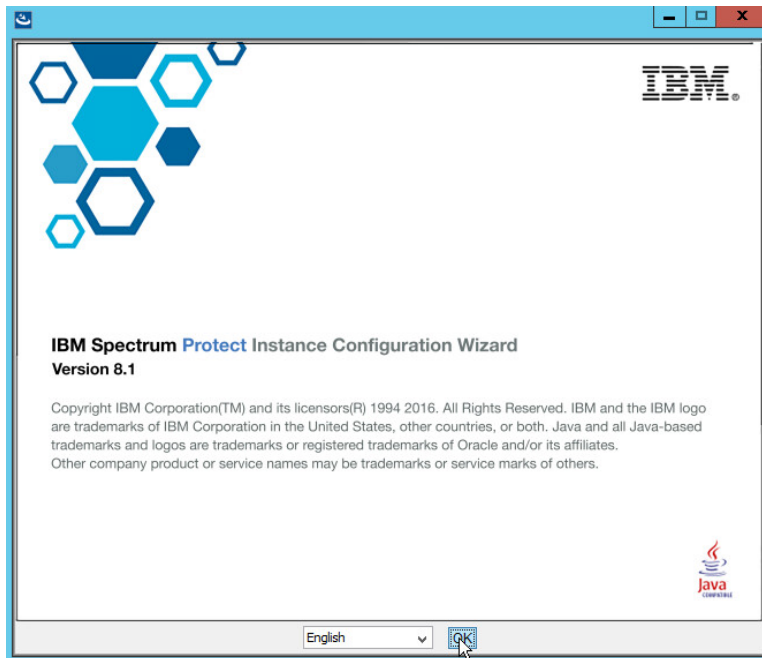 IBM®
IBM Spectrum Protect Instance Configuration Wizard
Version 8.1
Copyright IBM Corporation(TM) and its licensors(R) 1994 2016. All Rights Reserved. IBM and the IBM logo
are trademarks of IBM Corporation in the United States, other countries, or both. Java and all Java-based
trademarks and logos are trademarks or registered trademarks of Oracle and/or its affiliates.
Other company product or service names may be trademarks or service marks of others.
Java
COMPATIBLE
English
OK